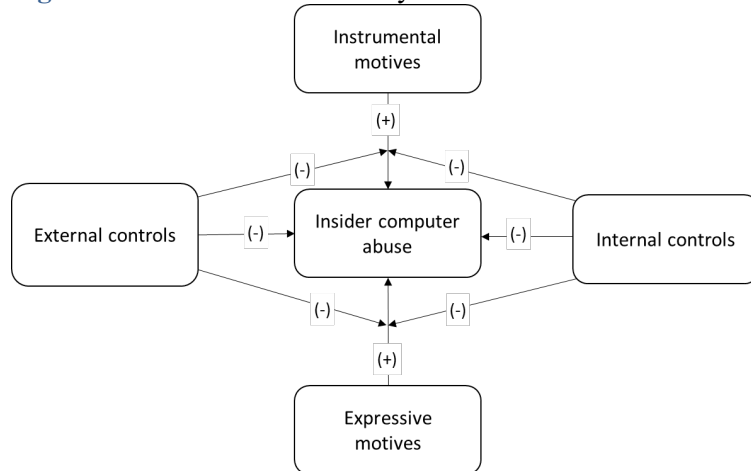 Instrumental
motives
(+)
(-)
(-)
External controls
(-)
Insider computer
abuse
(-)
Internal controls
(-)
(-)
(+)
Expressive
motives